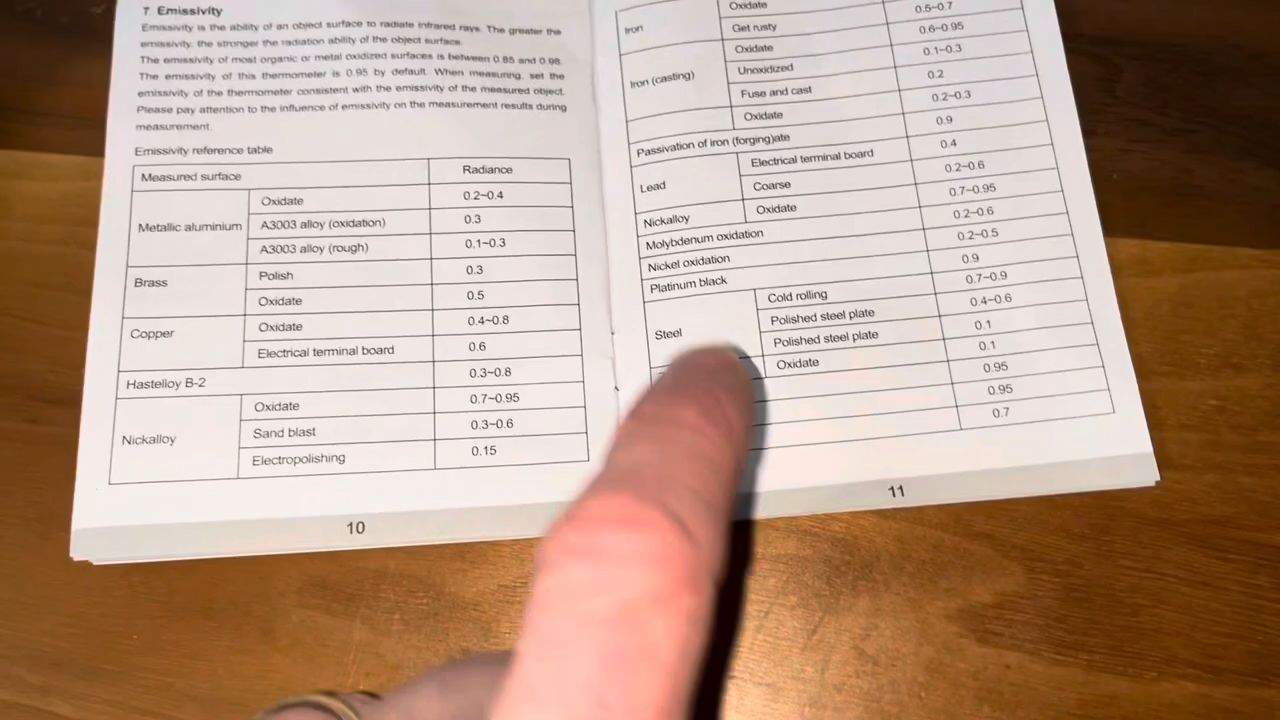 7. Emissivity
Emissivity is the ability of an object surface to radiate infrared rays. The greater the
emissivity, the stronger the radiation ability of the object surface.
The emissivity of most organic or metal oxidized surfaces is between 0.85 and 0.98.
The emissivity of this thermometer is 0.95 by default. When measuring, set the
emissivity of the thermometer consistent with the emissivity of the measured object.
Please pay attention to the influence of emissivity on the measurement results during
measurement.
Emissivity reference table
Measured surface Radiance
Metallic aluminium
Oxidate 0.2~0.4
A3003 alloy (oxidation) 0.3
A3003 alloy (rough) 0.1~0.3
Brass
Polish 0.3
Oxidate 0.5
Copper
Oxidate 0.4~0.8
Electrical terminal board 0.6
Hastelloy B-2 0.3~0.8
Nickalloy
Oxidate 0.7~0.95
Sand blast 0.3~0.6
Electropolishing 0.15
10
Iron
Oxidate 0.5~0.7
Get rusty 0.6~0.95
Iron (casting)
Oxidate 0.1~0.3
Unoxidized 0.2
Fuse and cast 0.2~0.3
Oxidate 0.9
Passivation of iron (forging)ate 0.4
Lead
Electrical terminal board 0.2~0.6
Coarse 0.7~0.95
Nickalloy
Oxidate 0.2~0.6
Molybdenum oxidation 0.2~0.5
Nickel oxidation 0.9
Platinum black 0.7~0.9
Steel
Cold rolling 0.4~0.6
Polished steel plate 0.1
Polished steel plate 0.1
Oxidate 0.95
0.95
0.7
11